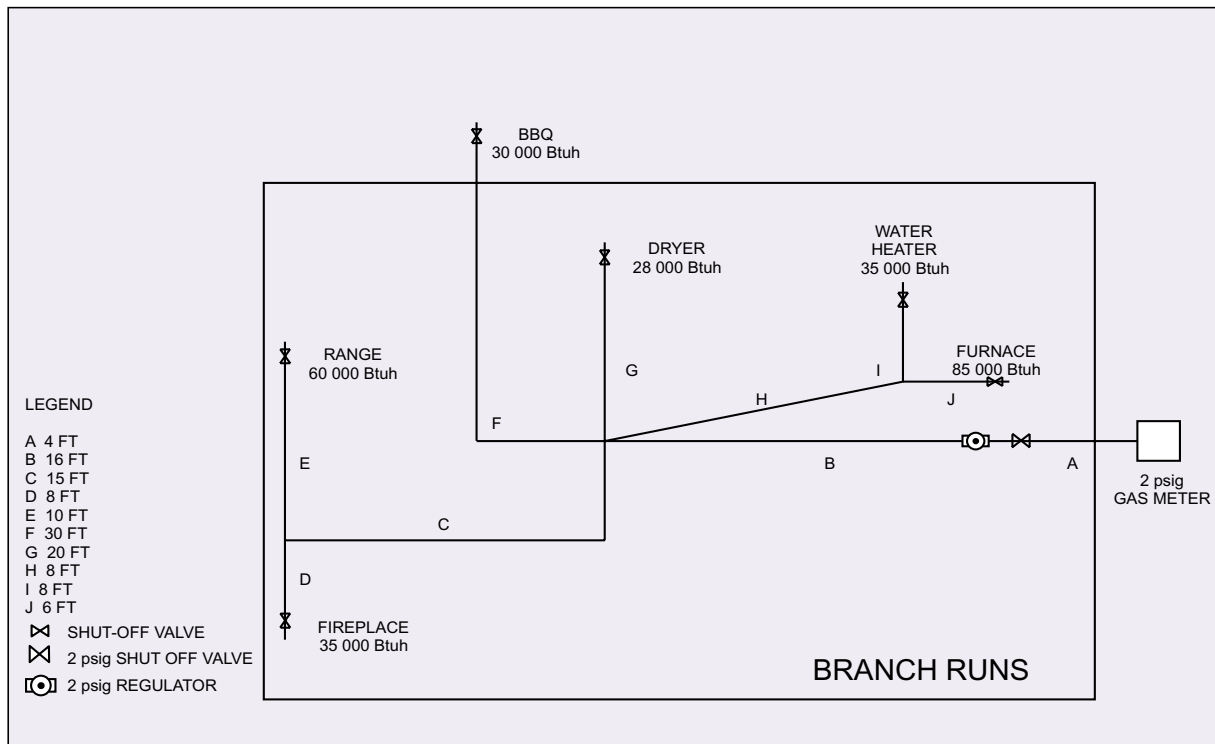 BBQ
30 000 Btuh
DRYER
28 000 Btuh
WATER
HEATER
35 000 Btuh
RANGE
60 000 Btuh
FURNACE
85 000 Btuh
G
I
H
J
F
E
B
A
2 psig
GAS METER
C
D
FIREPLACE
35 000 Btuh
LEGEND
A 4 FT
B 16 FT
C 15 FT
D 8 FT
E 10 FT
F 30 FT
G 20 FT
H 8 FT
I 8 FT
J 6 FT
SHUT-OFF VALVE
2 psig SHUT OFF VALVE
2 psig REGULATOR
BRANCH RUNS